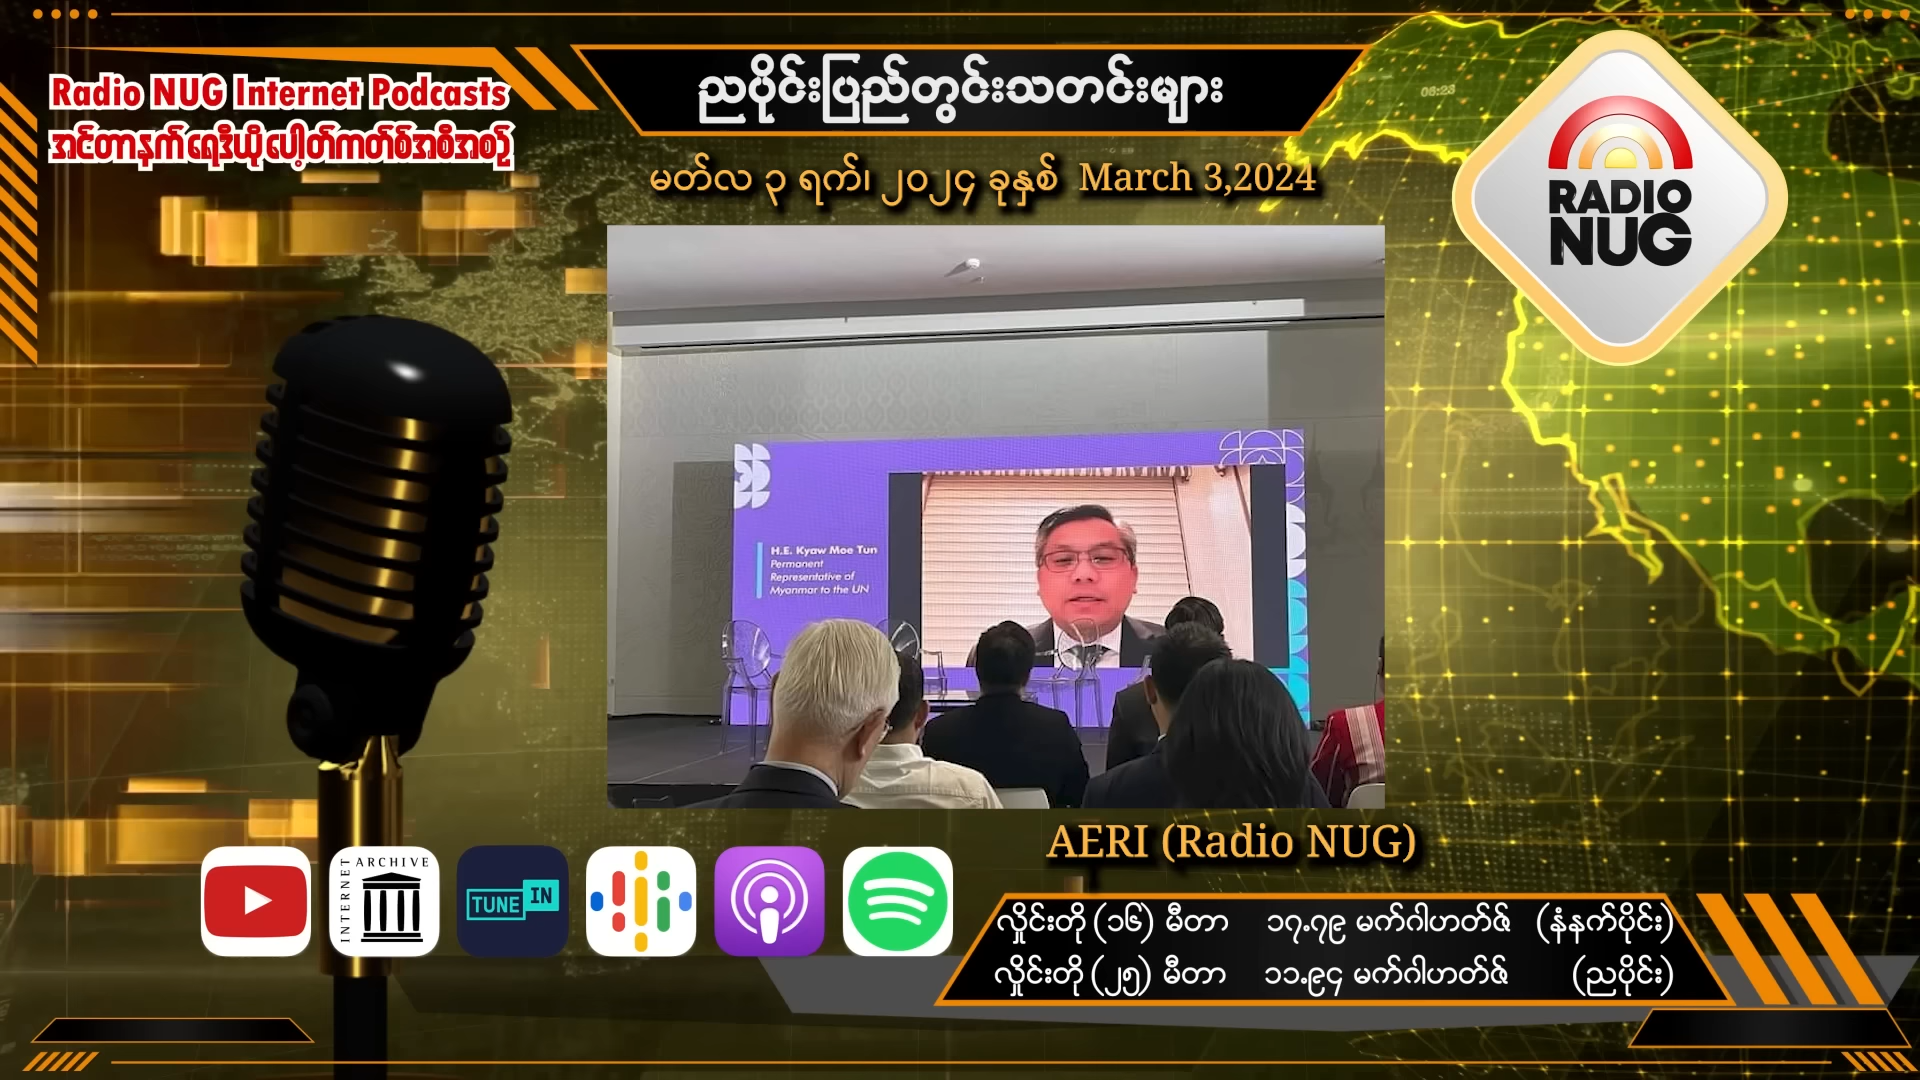 Radio NUG Internet Podcasts
အင်တာနက်ရေဒီယိုပေါ့တ်ကတ်စ်အစီအစဉ်
ညပိုင်းပြည်တွင်းသတင်းများ
မတ်လ ၃ ရက်၊ ၂၀၂၄ ခုနှစ် March 3,2024
06:23
RADIO
NUG
H.E. Kyaw Moe Tun
Permanent
Representative of
Myanmar to the UN
AERI (Radio NUG)
INTERNET ARCHIVE
TUNE IN
လှိုင်းတို (၁၆) မီတာ ၁၇.၇၉ မက်ဂါဟတ်ဇ် (နံနက်ပိုင်း)
လှိုင်းတို (၂၅) မီတာ ၁၁.၉၄ မက်ဂါဟတ်ဇ် (ညပိုင်း)